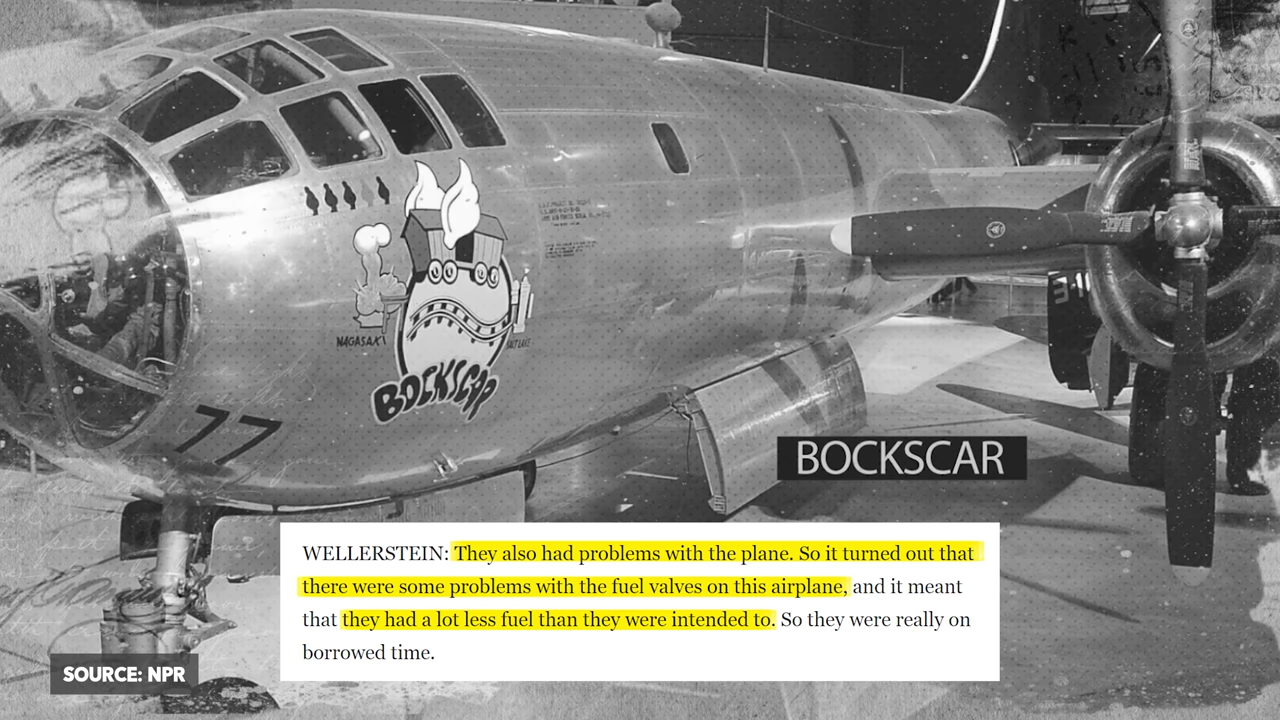 NAGASAKI
SALT LAKE
BOCKSCAR
77
BOCKSCAR
WELLERSTEIN: They also had problems with the plane. So it turned out that
there were some problems with the fuel valves on this airplane, and it meant
that they had a lot less fuel than they were intended to. So they were really on
borrowed time.
SOURCE: NPR